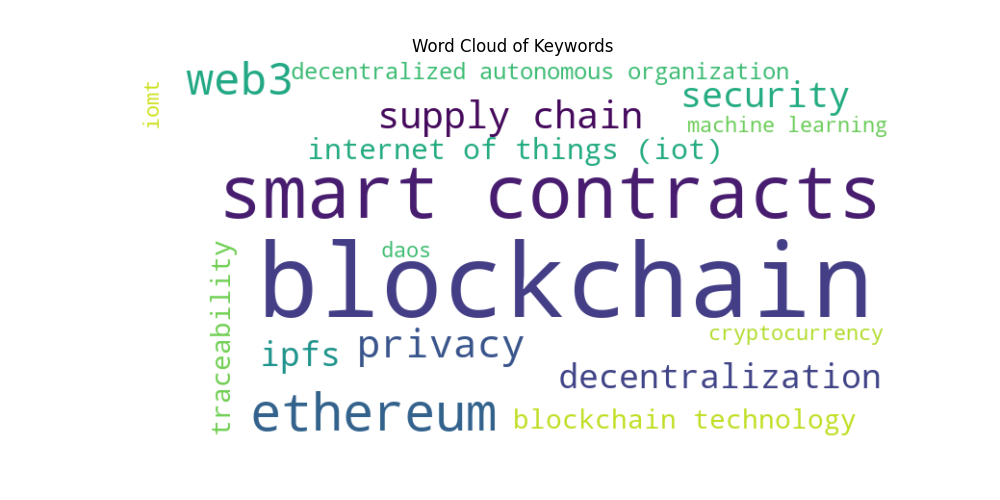 Word Cloud of Keywords
decentralized autonomous organization
web3
iomt
security
supply chain
machine learning
internet of things (iot)
smart contracts
daos
blockchain
traceability
cryptocurrency
privacy
ipfs
decentralization
ethereum
blockchain technology